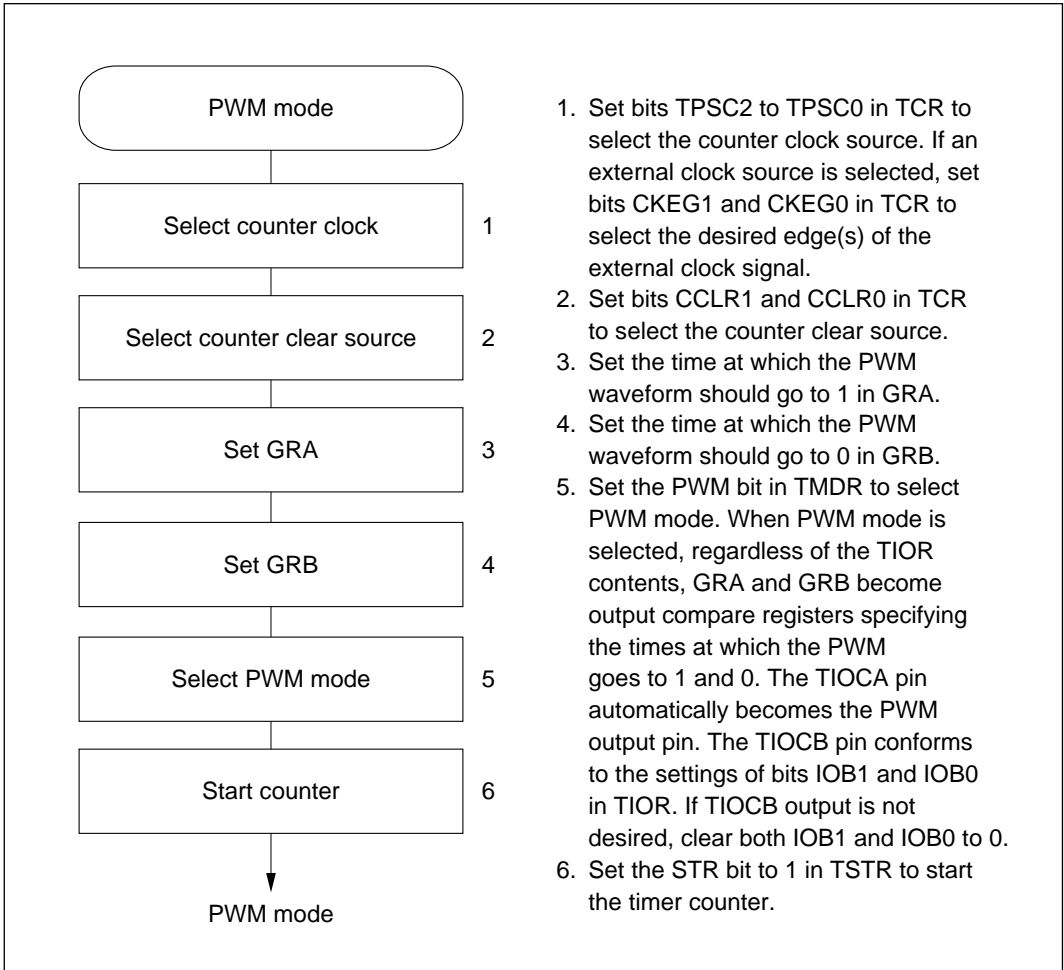 PWM mode
Select counter clock
1
Select counter clear source
2
Set GRA
3
Set GRB
4
Select PWM mode
5
Start counter
6
PWM mode
1. Set bits TPSC2 to TPSC0 in TCR to
select the counter clock source. If an
external clock source is selected, set
bits CKEG1 and CKEG0 in TCR to
select the desired edge(s) of the
external clock signal.
2. Set bits CCLR1 and CCLR0 in TCR
to select the counter clear source.
3. Set the time at which the PWM
waveform should go to 1 in GRA.
4. Set the time at which the PWM
waveform should go to 0 in GRB.
5. Set the PWM bit in TMDR to select
PWM mode. When PWM mode is
selected, regardless of the TIOR
contents, GRA and GRB become
output compare registers specifying
the times at which the PWM
goes to 1 and 0. The TIOCA pin
automatically becomes the PWM
output pin. The TIOCB pin conforms
to the settings of bits IOB1 and IOB0
in TIOR. If TIOCB output is not
desired, clear both IOB1 and IOB0 to 0.
6. Set the STR bit to 1 in TSTR to start
the timer counter.